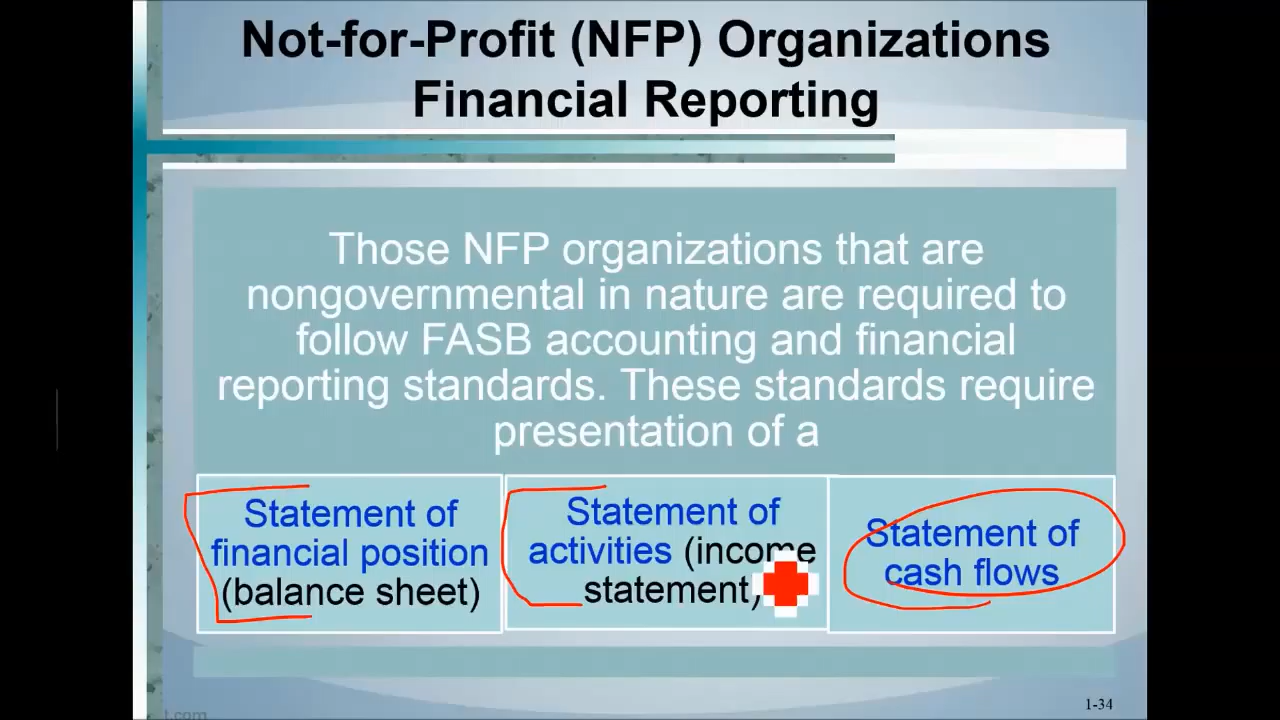 Not-for-Profit (NFP) Organizations
Financial Reporting
Those NFP organizations that are
nongovernmental in nature are required to
follow FASB accounting and financial
reporting standards. These standards require
presentation of a
Statement of
financial position
(balance sheet)
Statement of
activities (income
statement)
Statement of
cash flows
1-34
t.com